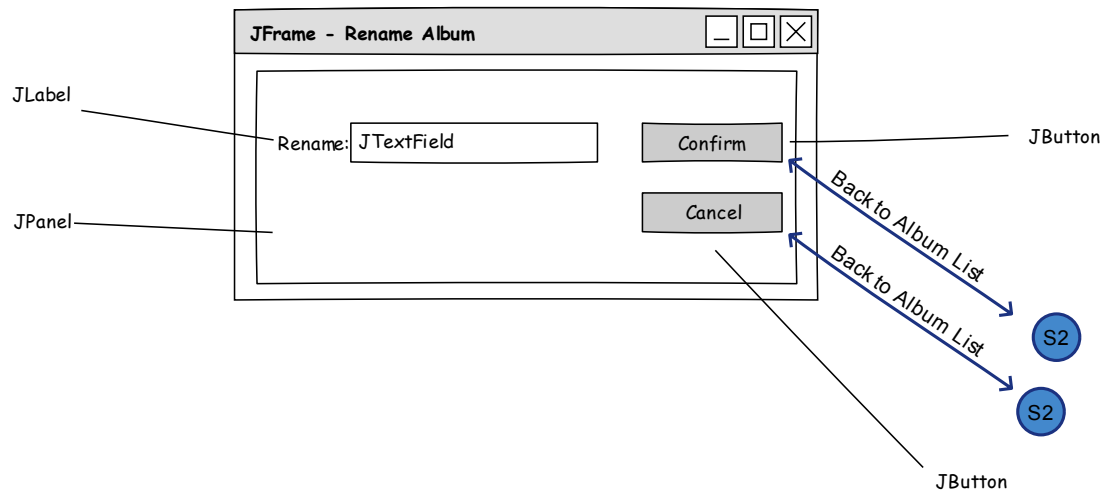 JFrame - Rename Album
JLabel
Rename:
JTextField
Confirm
JButton
Back to Album List
JPanel
Cancel
Back to Album List
S2
S2
JButton